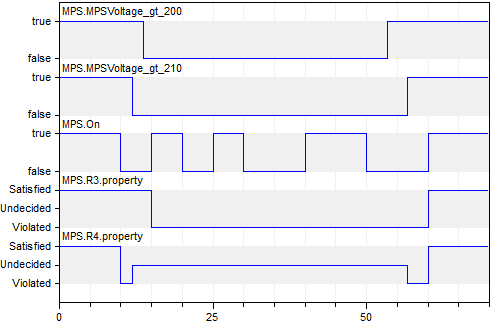 MPS.MPSVoltage_gt_200
true
false
MPS.MPSVoltage_gt_210
true
false
MPS.On
true
false
MPS.R3.property
Satisfied
Undecided
Violated
MPS.R4.property
Satisfied
Undecided
Violated
0 25 50